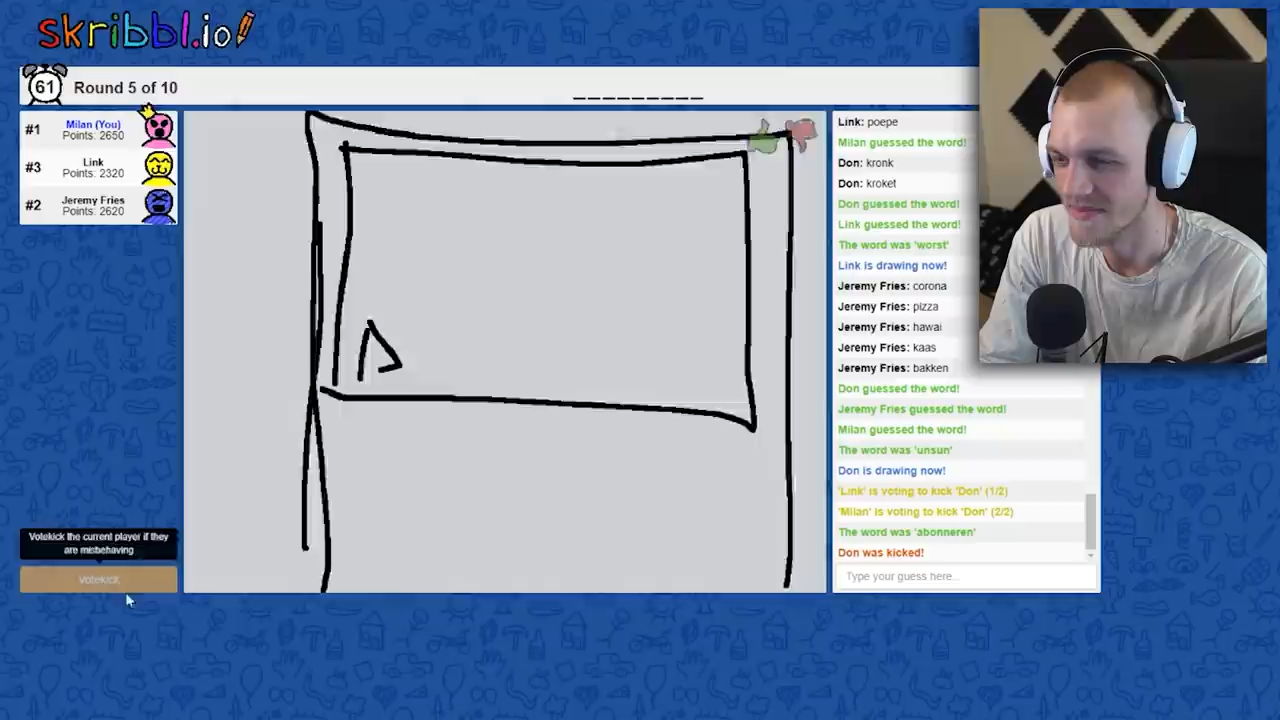 skribbl.io
61
Round 5 of 10
_________
#1
Milan (You)
Points: 2650
#3
Link
Points: 2320
#2
Jeremy Fries
Points: 2620
Votekick the current player if they
are misbehaving
Votekick
Link: poepe
Milan guessed the word!
Don: kronk
Don: kroket
Don guessed the word!
Link guessed the word!
The word was 'worst'
Link is drawing now!
Jeremy Fries: corona
Jeremy Fries: pizza
Jeremy Fries: hawai
Jeremy Fries: kaas
Jeremy Fries: bakken
Don guessed the word!
Jeremy Fries guessed the word!
Milan guessed the word!
The word was 'unsun'
Don is drawing now!
'Link' is voting to kick 'Don' (1/2)
'Milan' is voting to kick 'Don' (2/2)
The word was 'abonneren'
Don was kicked!
Type your guess here...